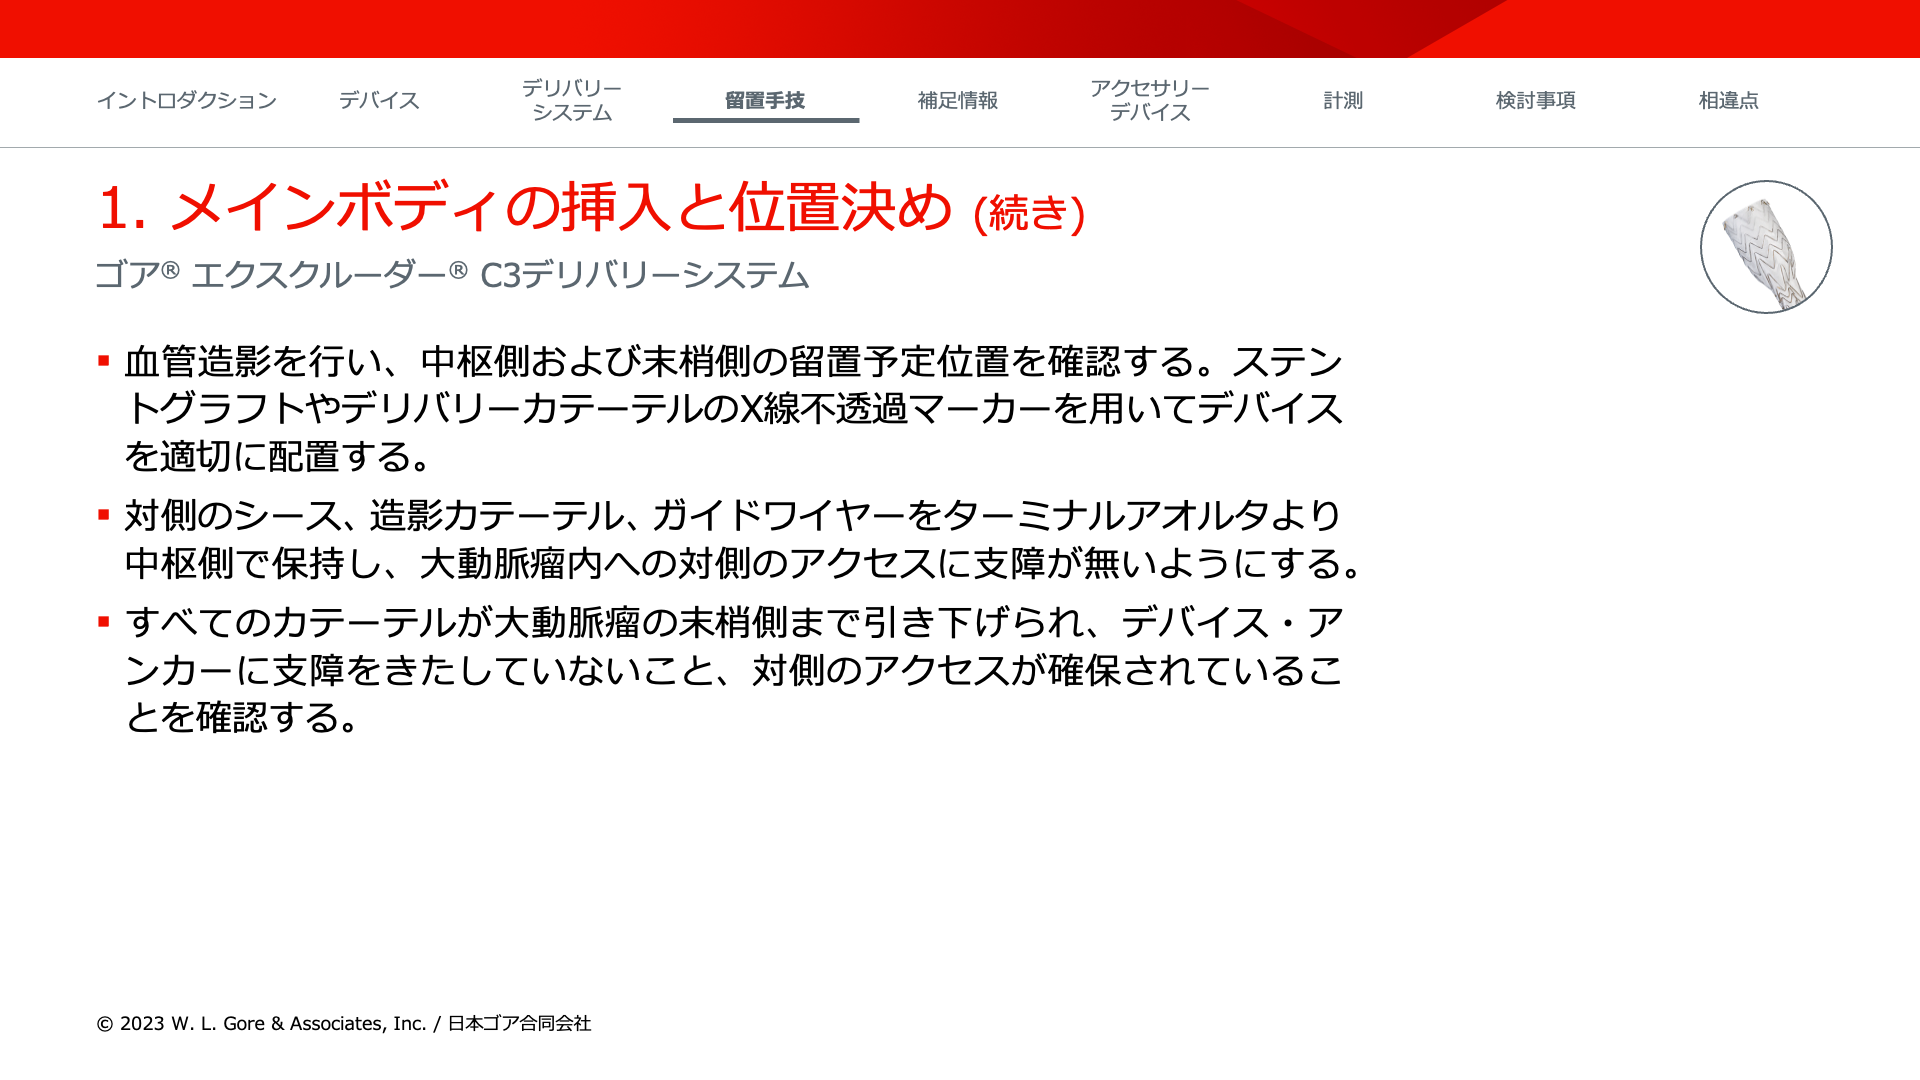 イントロダクション
デバイス
デリバリー
システム
留置手技
補足情報
アクセサリー
デバイス
計測
検討事項
相違点
1. メインボディの挿入と位置決め (続き)
ゴア® エクスクルーダー® C3デリバリーシステム
▪ 血管造影を行い、中枢側および末梢側の留置予定位置を確認する。ステン
トグラフトやデリバリーカテーテルのX線不透過マーカーを用いてデバイス
を適切に配置する。
▪ 対側のシース、造影カテーテル、ガイドワイヤーをターミナルアオルタより
中枢側で保持し、大動脈瘤内への対側のアクセスに支障が無いようにする。
▪ すべてのカテーテルが大動脈瘤の末梢側まで引き下げられ、デバイス・ア
ンカーに支障をきたしていないこと、対側のアクセスが確保されているこ
とを確認する。
© 2023 W. L. Gore & Associates, Inc. / 日本ゴア合同会社